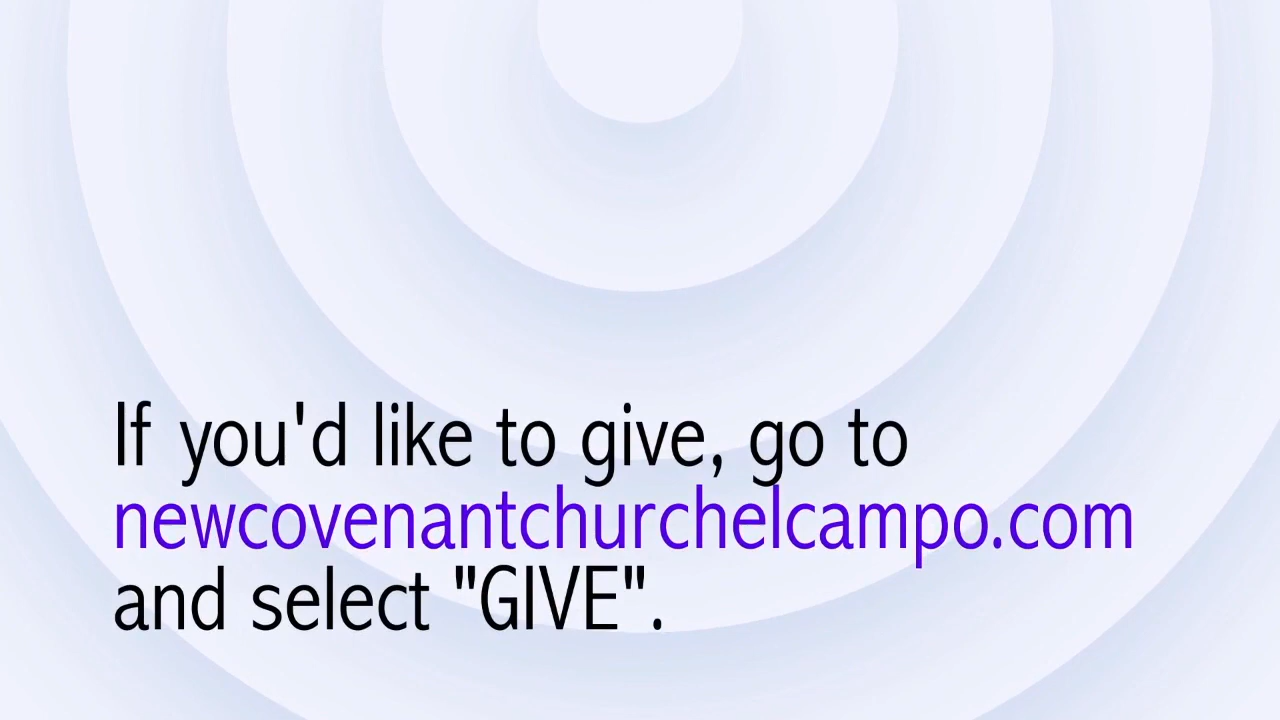 If you'd like to give, go to
newcovenantchurchelcampo.com
and select "GIVE".